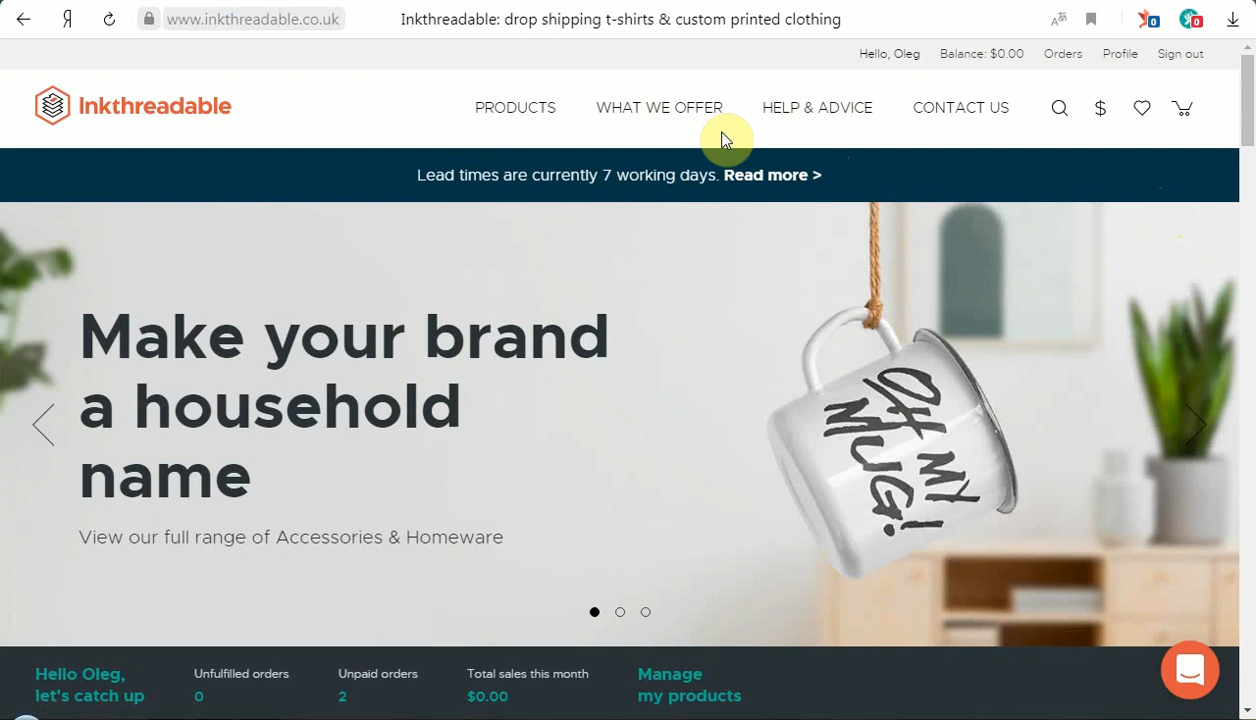 Я
www.inkthreadable.co.uk
Inkthreadable: drop shipping t-shirts & custom printed clothing
0
0
Hello, Oleg
Balance: $0.00
Orders
Profile
Sign out
Inkthreadable
PRODUCTS
WHAT WE OFFER
HELP & ADVICE
CONTACT US
$
Lead times are currently 7 working days. Read more >
Make your brand
a household
name
View our full range of Accessories & Homeware
OH MY
MUG!
Hello Oleg,
let's catch up
Unfulfilled orders
0
Unpaid orders
2
Total sales this month
$0.00
Manage
my products